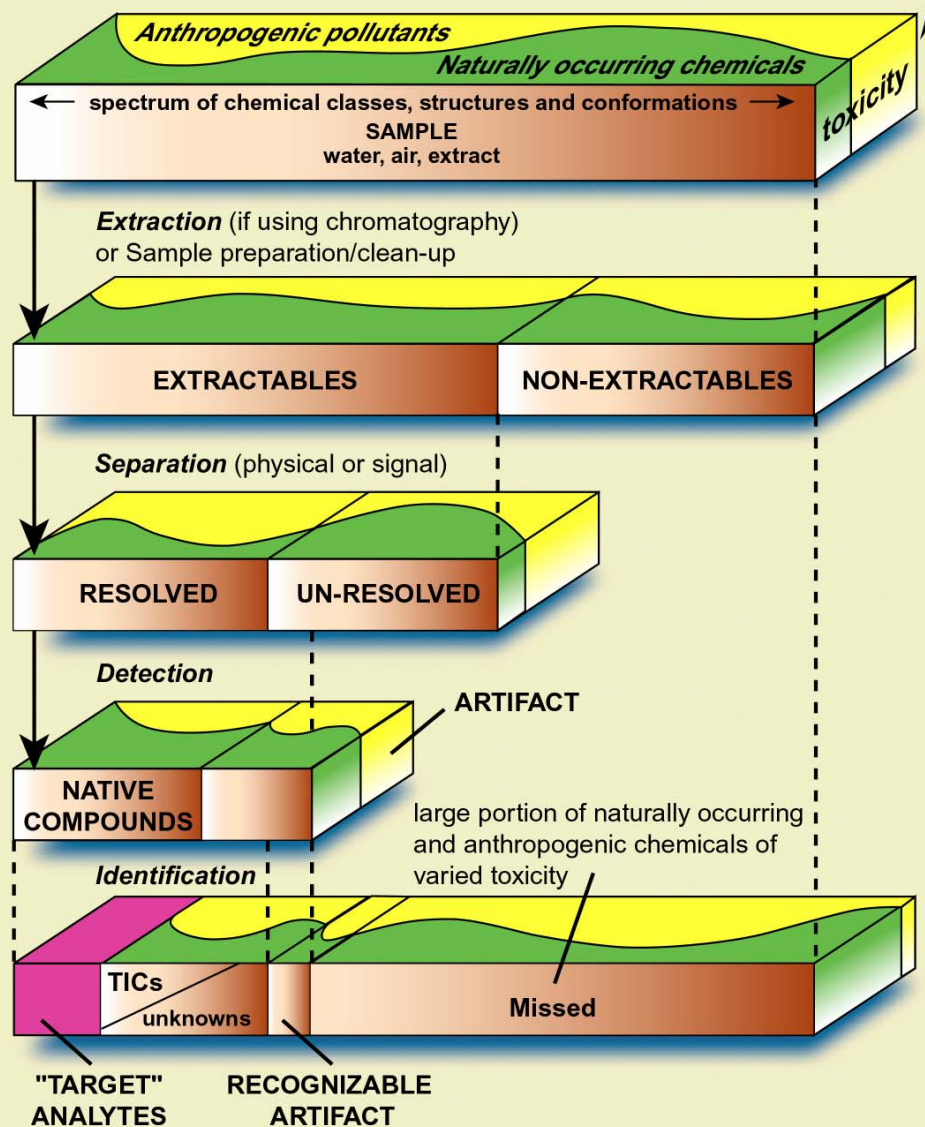 Anthropogenic pollutants
Naturally occurring chemicals
toxicity
spectrum of chemical classes, structures and conformations
SAMPLE
water, air, extract
Extraction (if using chromatography)
or Sample preparation/clean-up
EXTRACTABLES
NON-EXTRACTABLES
Separation (physical or signal)
RESOLVED
UN-RESOLVED
Detection
ARTIFACT
NATIVE
COMPOUNDS
large portion of naturally occurring
and anthropogenic chemicals of
varied toxicity
Identification
TICs
unknowns
Missed
"TARGET"
ANALYTES
RECOGNIZABLE
ARTIFACT